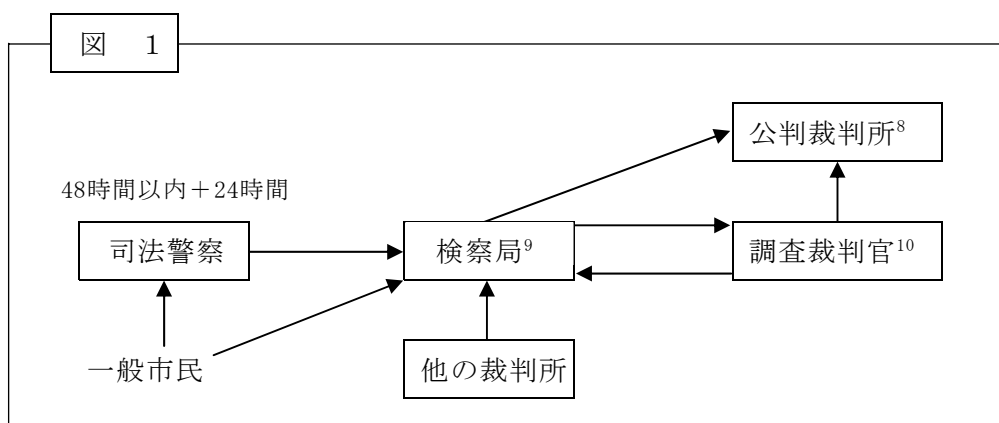 図 1
公判裁判所8
48時間以内+24時間
司法警察
検察局9
調査裁判官10
一般市民
他の裁判所